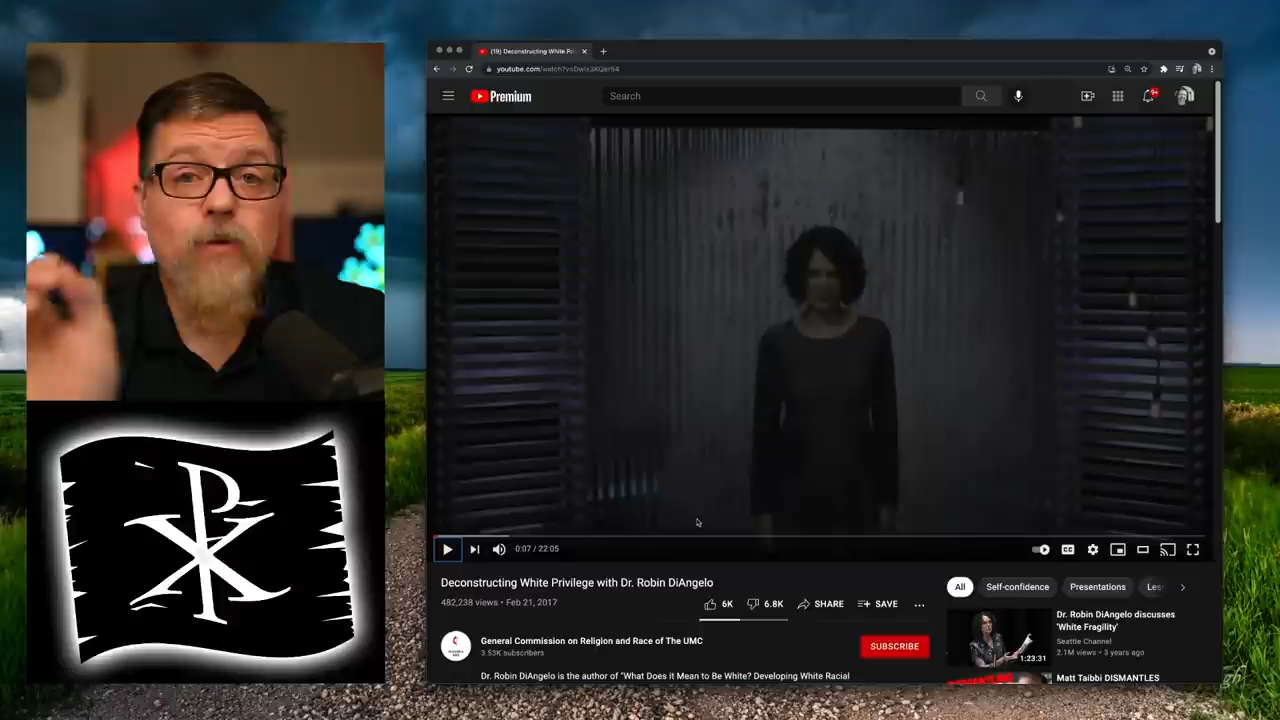 (19) Deconstructing White Pri
youtube.com/watch?v=DwIx3KQer54
Premium
Search
9+
0:07 / 22:05
CC
Deconstructing White Privilege with Dr. Robin DiAngelo
482,238 views • Feb 21, 2017
6K
6.8K
SHARE
SAVE
General Commission on Religion and Race of The UMC
3.53K subscribers
SUBSCRIBE
Dr. Robin DiAngelo is the author of "What Does it Mean to Be White? Developing White Racial
All
Self-confidence
Presentations
Les
Dr. Robin DiAngelo discusses
'White Fragility'
Seattle Channel
2.1M views • 3 years ago
1:23:31
Matt Taibbi DISMANTLES